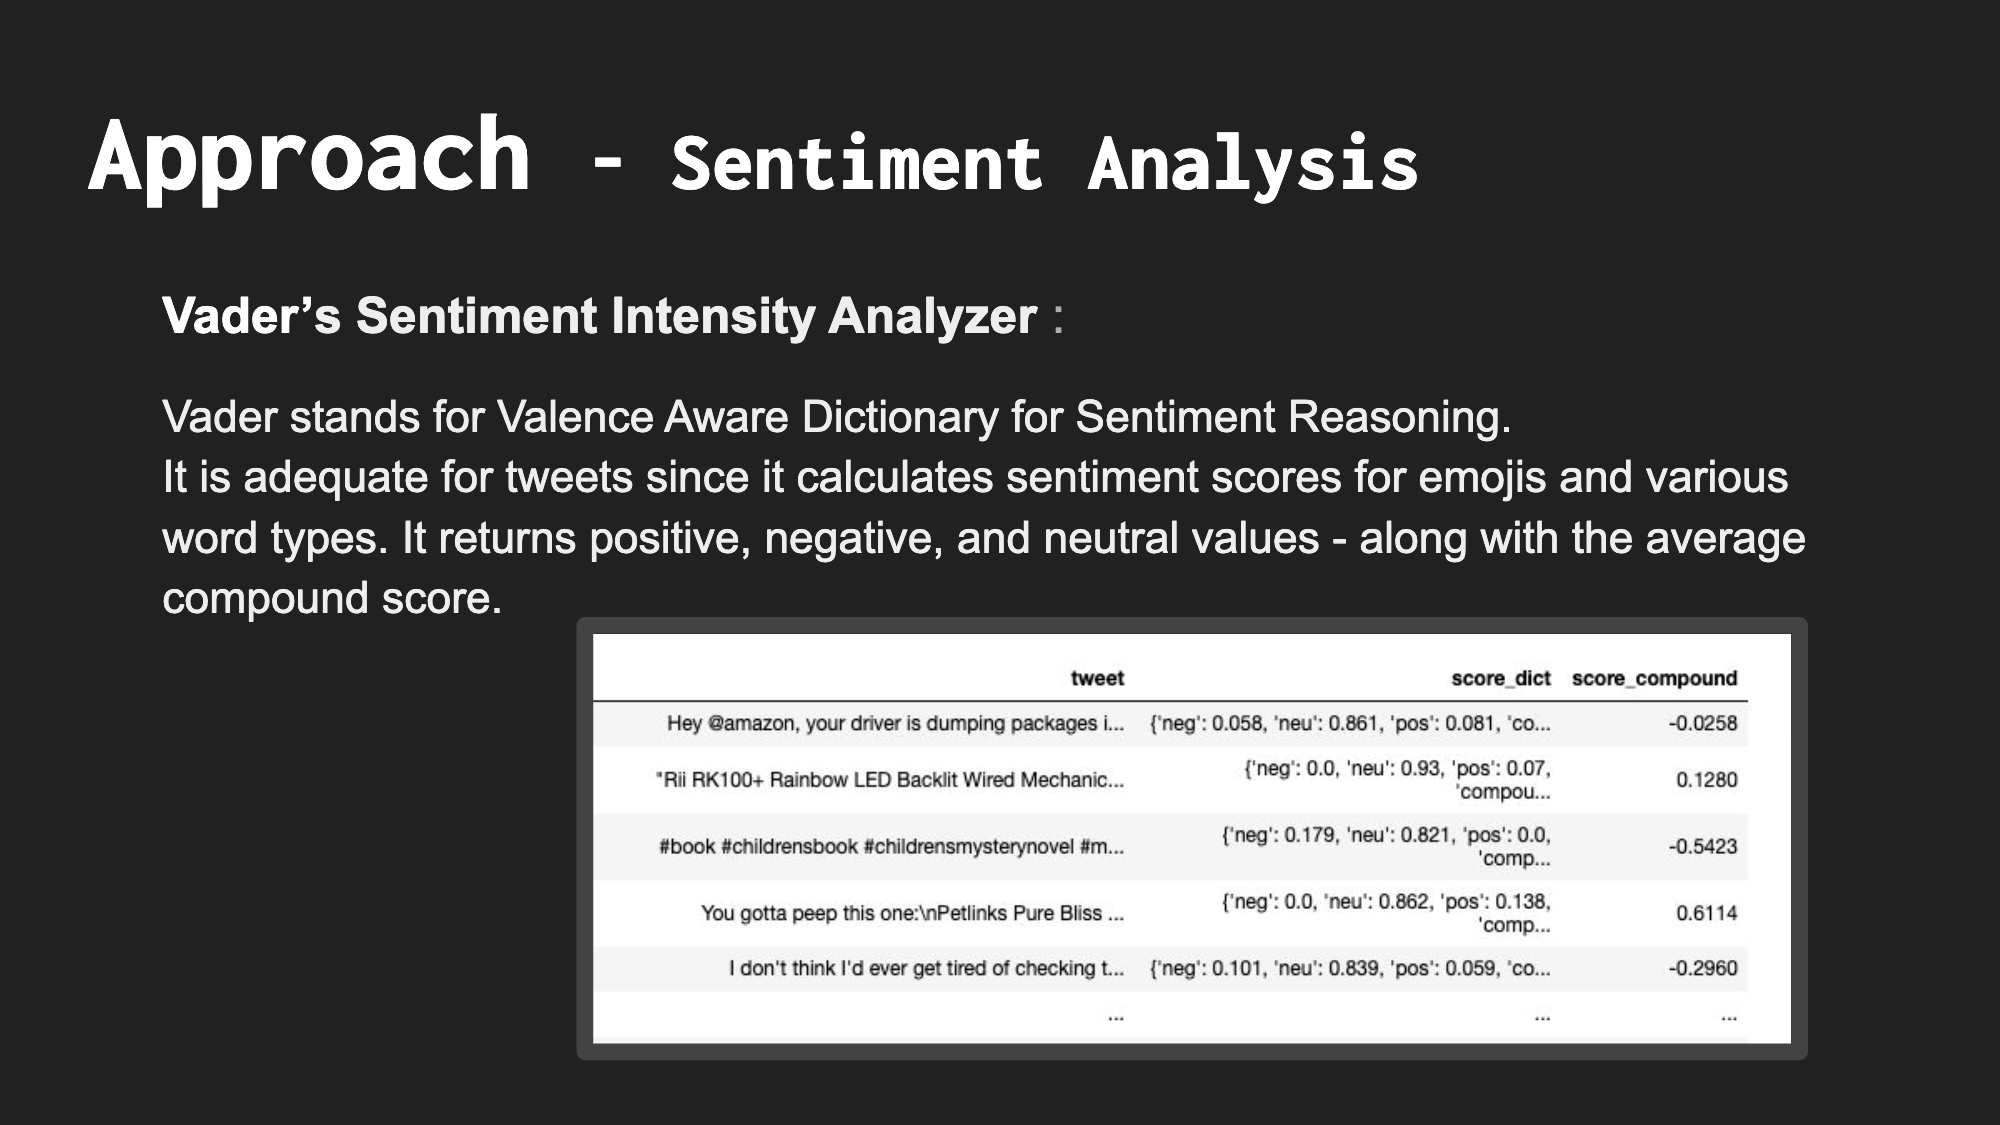 Approach - Sentiment Analysis
Vader’s Sentiment Intensity Analyzer :
Vader stands for Valence Aware Dictionary for Sentiment Reasoning.
It is adequate for tweets since it calculates sentiment scores for emojis and various
word types. It returns positive, negative, and neutral values - along with the average
compound score.
tweet score_dict score_compound
Hey @amazon, your driver is dumping packages i... {'neg': 0.058, 'neu': 0.861, 'pos': 0.081, 'co... -0.0258
"Rii RK100+ Rainbow LED Backlit Wired Mechanic... {'neg': 0.0, 'neu': 0.93, 'pos': 0.07,
'compou... 0.1280
#book #childrensbook #childrensmysterynovel #m... {'neg': 0.179, 'neu': 0.821, 'pos': 0.0,
'comp... -0.5423
You gotta peep this one:\nPetlinks Pure Bliss ... {'neg': 0.0, 'neu': 0.862, 'pos': 0.138,
'comp... 0.6114
I don't think I'd ever get tired of checking t... {'neg': 0.101, 'neu': 0.839, 'pos': 0.059, 'co... -0.2960
... ... ...